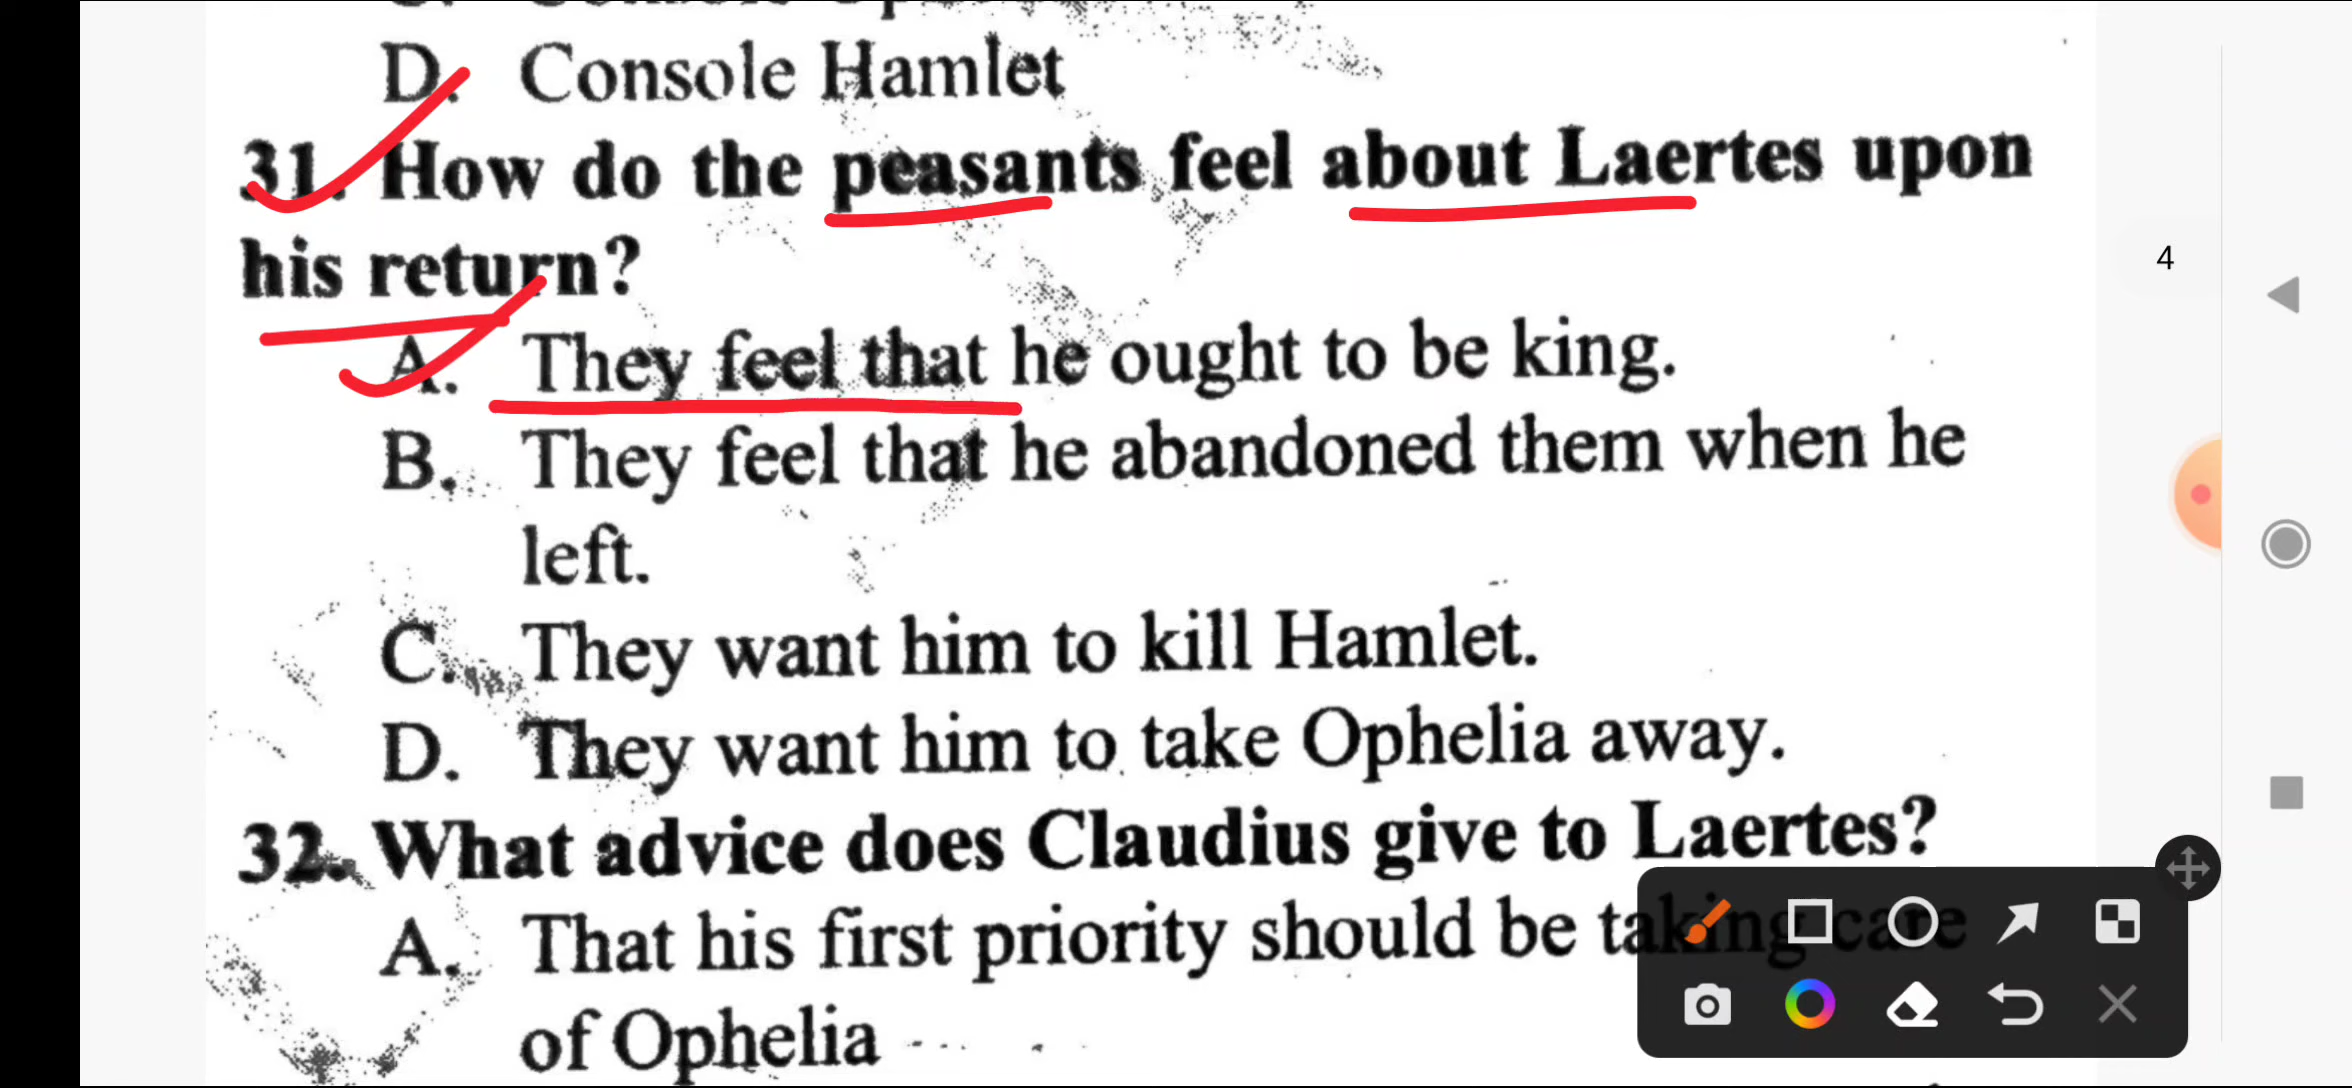 D. Console Hamlet
31. How do the peasants feel about Laertes upon
his return?
A. They feel that he ought to be king.
B. They feel that he abandoned them when he
left.
C. They want him to kill Hamlet.
D. They want him to take Ophelia away.
32. What advice does Claudius give to Laertes?
A. That his first priority should be taking care
of Ophelia
4